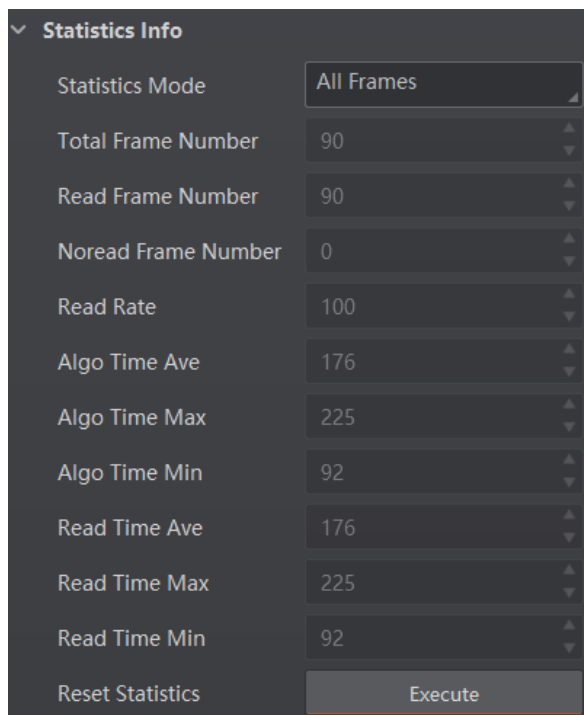 Statistics Info
Statistics Mode All Frames
Total Frame Number 90
Read Frame Number 90
Noread Frame Number 0
Read Rate 100
Algo Time Ave 176
Algo Time Max 225
Algo Time Min 92
Read Time Ave 176
Read Time Max 225
Read Time Min 92
Reset Statistics Execute